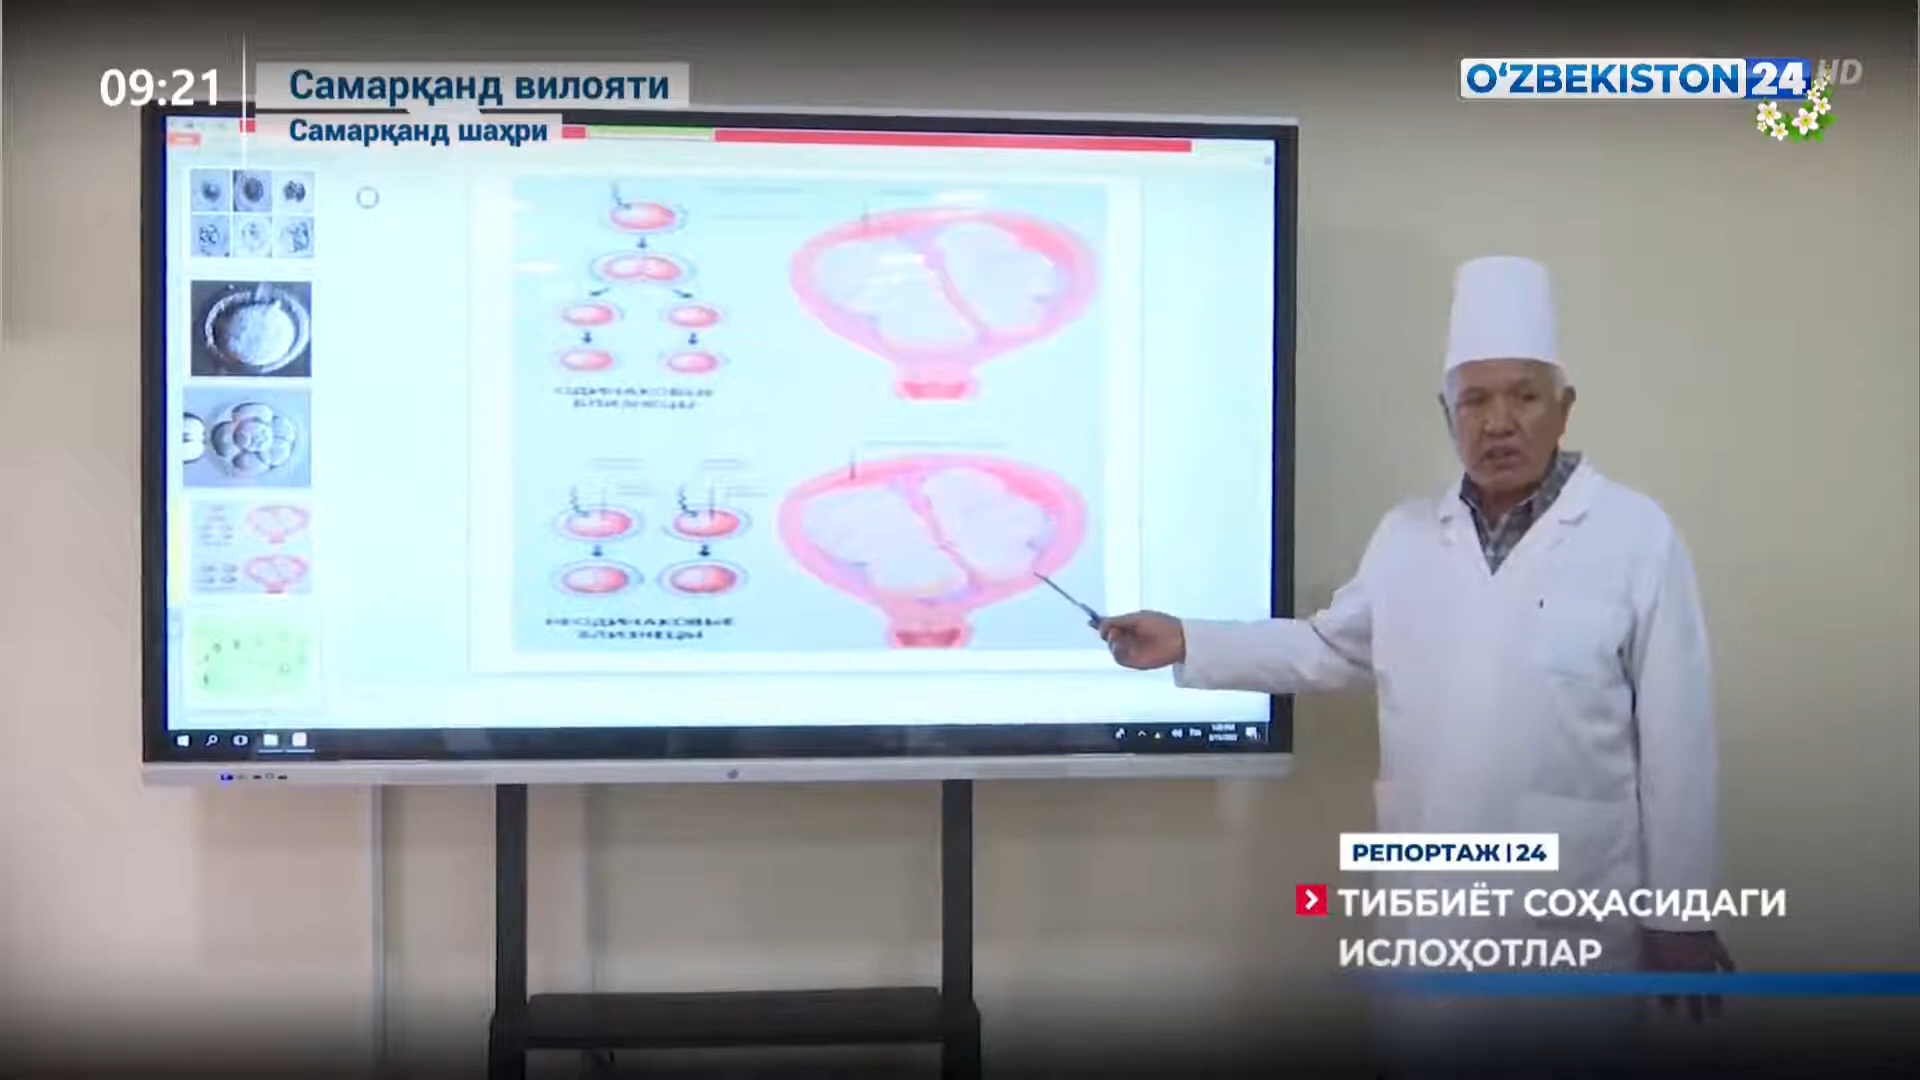 09:21
Самарқанд вилояти
Самарқанд шаҳри
O‘ZBEKISTON 24 HD
ОДИНАКОВЫЕ
БЛИЗНЕЦЫ
НЕОДИНАКОВЫЕ
БЛИЗНЕЦЫ
РЕПОРТАЖ | 24
ТИББИЁТ СОҲАСИДАГИ
ИСЛОҲОТЛАР